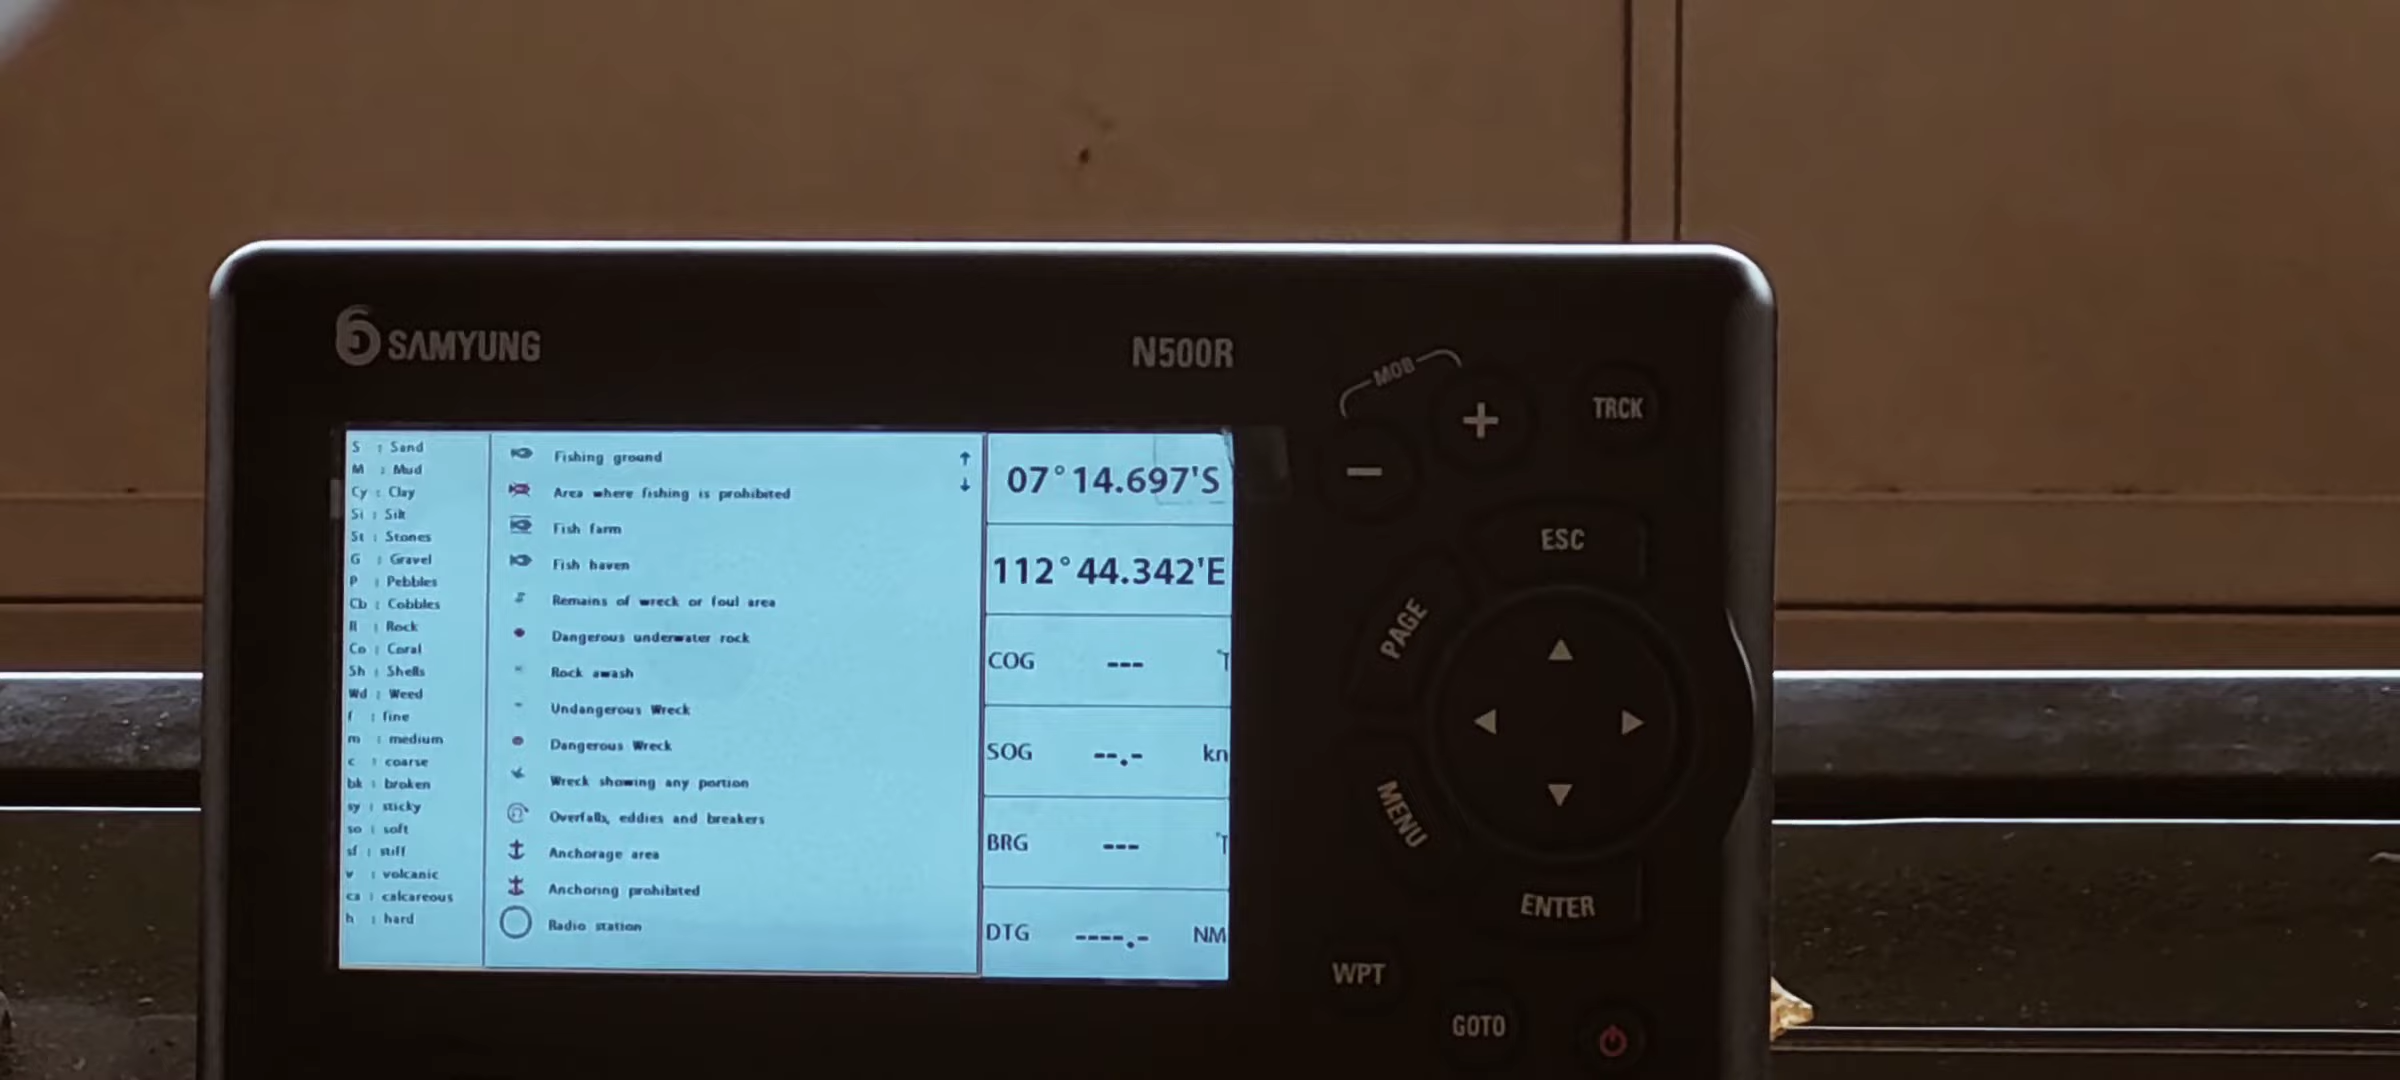 SAMYUNG
N500R
MOB
+
TRCK
−
S : Sand
M : Mud
Cy : Clay
Si : Silt
St : Stones
G : Gravel
P : Pebbles
Cb : Cobbles
R : Rock
Co : Coral
Sh : Shells
Wd : Weed
f : fine
m : medium
c : coarse
bk : broken
sy : sticky
so : soft
sf : stiff
v : volcanic
ca : calcareous
h : hard
Fishing ground
Area where fishing is prohibited
Fish farm
Fish haven
Remains of wreck or foul area
Dangerous underwater rock
Rock awash
Undangerous Wreck
Dangerous Wreck
Wreck showing any portion
Overfalls, eddies and breakers
Anchorage area
Anchoring prohibited
Radio station
07°14.697'S
112°44.342'E
COG --- °T
SOG --.- kn
BRG --- °T
DTG ----.- NM
ESC
PAGE
MENU
ENTER
WPT
GOTO